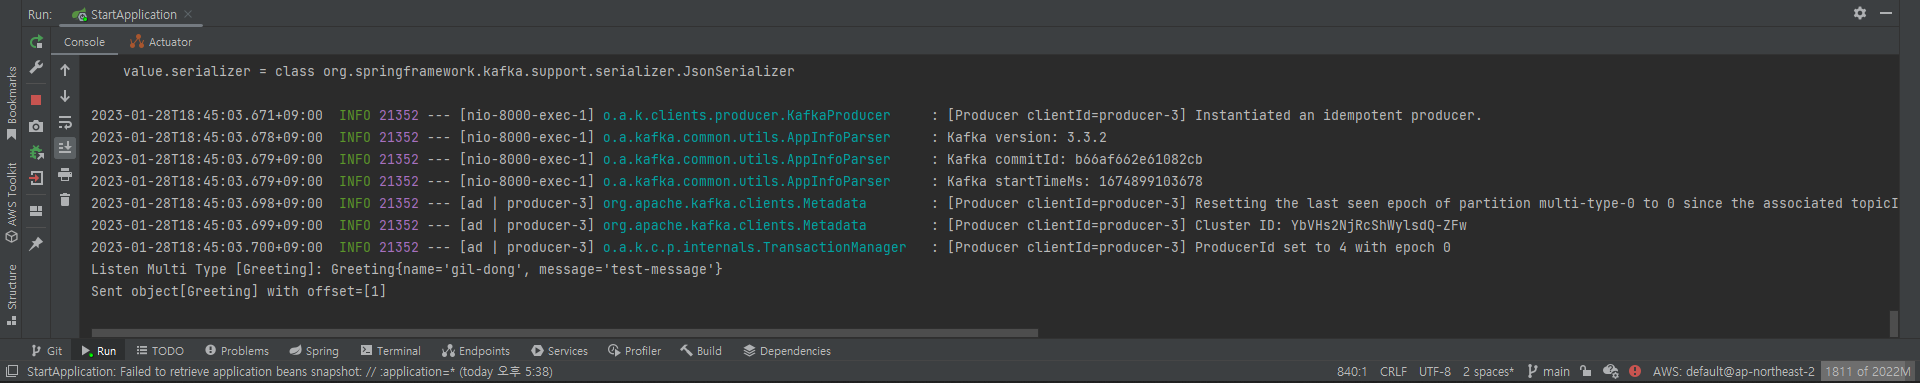 Run: StartApplication
Console Actuator
value.serializer = class org.springframework.kafka.support.serializer.JsonSerializer
2023-01-28T18:45:03.671+09:00  INFO 21352 --- [nio-8000-exec-1] o.a.k.clients.producer.KafkaProducer     : [Producer clientId=producer-3] Instantiated an idempotent producer.
2023-01-28T18:45:03.678+09:00  INFO 21352 --- [nio-8000-exec-1] o.a.kafka.common.utils.AppInfoParser     : Kafka version: 3.3.2
2023-01-28T18:45:03.679+09:00  INFO 21352 --- [nio-8000-exec-1] o.a.kafka.common.utils.AppInfoParser     : Kafka commitId: b66af662e61082cb
2023-01-28T18:45:03.679+09:00  INFO 21352 --- [nio-8000-exec-1] o.a.kafka.common.utils.AppInfoParser     : Kafka startTimeMs: 1674899103678
2023-01-28T18:45:03.698+09:00  INFO 21352 --- [ad | producer-3] org.apache.kafka.clients.Metadata        : [Producer clientId=producer-3] Resetting the last seen epoch of partition multi-type-0 to 0 since the associated topicI
2023-01-28T18:45:03.699+09:00  INFO 21352 --- [ad | producer-3] org.apache.kafka.clients.Metadata        : [Producer clientId=producer-3] Cluster ID: YbVHs2NjRcShWylsdQ-ZFw
2023-01-28T18:45:03.700+09:00  INFO 21352 --- [ad | producer-3] o.a.k.c.p.internals.TransactionManager   : [Producer clientId=producer-3] ProducerId set to 4 with epoch 0
Listen Multi Type [Greeting]: Greeting{name='gil-dong', message='test-message'}
Sent object[Greeting] with offset=[1]
Bookmarks
AWS Toolkit
Structure
Git Run TODO Problems Spring Terminal Endpoints Services Profiler Build Dependencies
StartApplication: Failed to retrieve application beans snapshot: // :application=* (today 오후 5:38) 840:1 CRLF UTF-8 2 spaces* main AWS: default@ap-northeast-2 1811 of 2022M